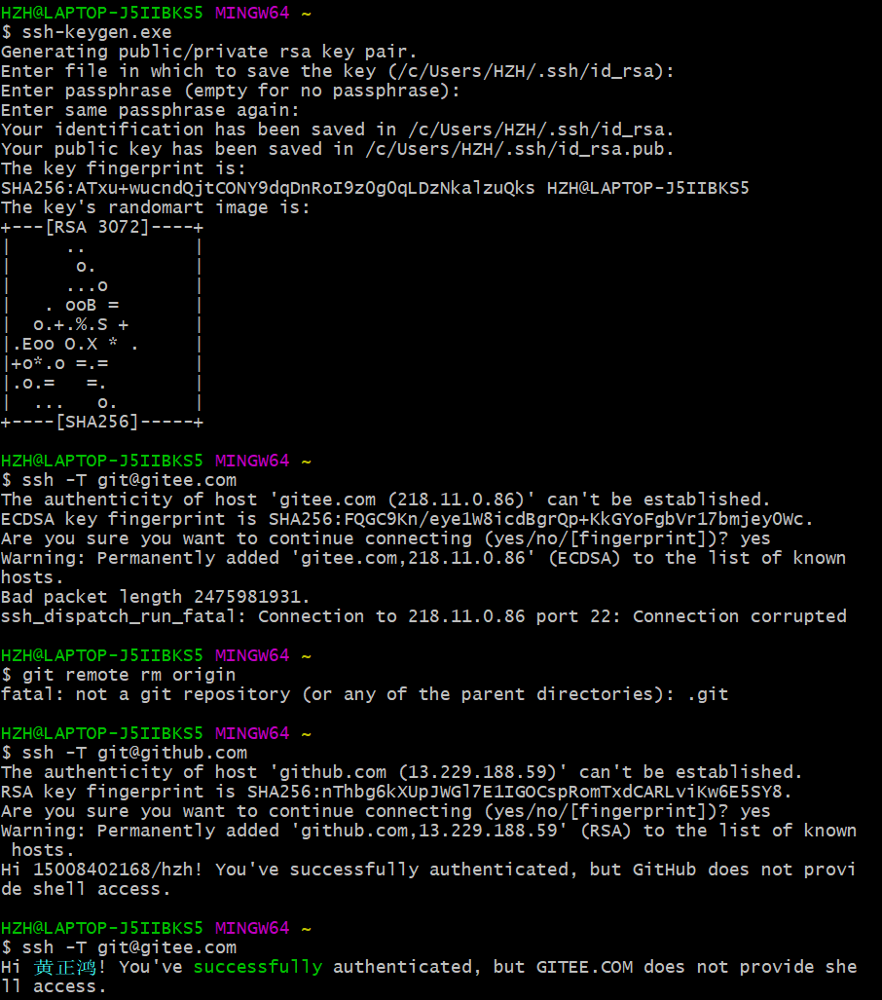 HZH@LAPTOP-J5IIBKS5 MINGW64 ~
$ ssh-keygen.exe
Generating public/private rsa key pair.
Enter file in which to save the key (/c/Users/HZH/.ssh/id_rsa):
Enter passphrase (empty for no passphrase):
Enter same passphrase again:
Your identification has been saved in /c/Users/HZH/.ssh/id_rsa.
Your public key has been saved in /c/Users/HZH/.ssh/id_rsa.pub.
The key fingerprint is:
SHA256:ATxu+wucndQjtCONY9dqDnRoI9z0g0qLDzNkalzuQks HZH@LAPTOP-J5IIBKS5
The key's randomart image is:
+---[RSA 3072]----+
|     ..          |
|      o.         |
|     ...o        |
|   . ooB =       |
|  o.+.%.S +      |
|.Eoo O.X * .     |
|+o*.o =.=        |
|.o.=   =.        |
|  ...   o.       |
+----[SHA256]-----+
HZH@LAPTOP-J5IIBKS5 MINGW64 ~
$ ssh -T git@gitee.com
The authenticity of host 'gitee.com (218.11.0.86)' can't be established.
ECDSA key fingerprint is SHA256:FQGC9Kn/eye1W8icdBgrQp+KkGYoFgbVr17bmjey0Wc.
Are you sure you want to continue connecting (yes/no/[fingerprint])? yes
Warning: Permanently added 'gitee.com,218.11.0.86' (ECDSA) to the list of known
hosts.
Bad packet length 2475981931.
ssh_dispatch_run_fatal: Connection to 218.11.0.86 port 22: Connection corrupted
HZH@LAPTOP-J5IIBKS5 MINGW64 ~
$ git remote rm origin
fatal: not a git repository (or any of the parent directories): .git
HZH@LAPTOP-J5IIBKS5 MINGW64 ~
$ ssh -T git@github.com
The authenticity of host 'github.com (13.229.188.59)' can't be established.
RSA key fingerprint is SHA256:nThbg6kXUpJWGl7E1IGOCspRomTxdCARLviKw6E5SY8.
Are you sure you want to continue connecting (yes/no/[fingerprint])? yes
Warning: Permanently added 'github.com,13.229.188.59' (RSA) to the list of known
 hosts.
Hi 15008402168/hzh! You've successfully authenticated, but GitHub does not provi
de shell access.
HZH@LAPTOP-J5IIBKS5 MINGW64 ~
$ ssh -T git@gitee.com
Hi 黄正鸿! You've successfully authenticated, but GITEE.COM does not provide she
ll access.